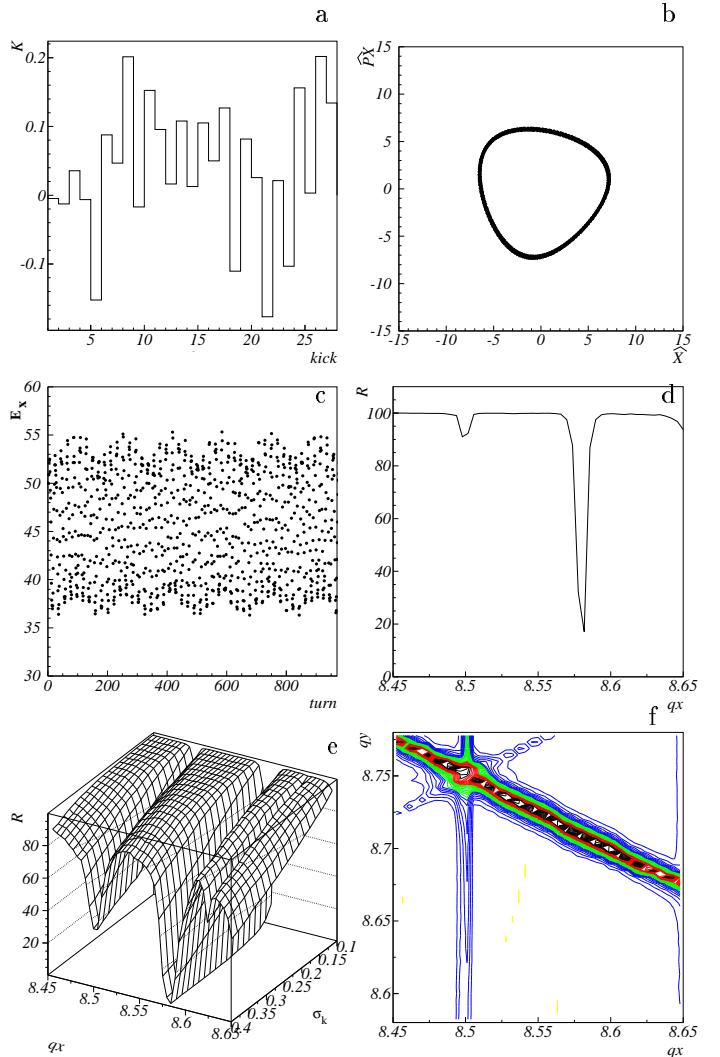 a
K
0.2
0.1
0
-0.1
5 10 15 20 25
kick
b
P̂X
15
10
5
0
-5
-10
-15
-15 -10 -5 0 5 10 15
X̂
c
E_x
60
55
50
45
40
35
30
0 200 400 600 800
turn
d
R
100
80
60
40
20
0
8.45 8.5 8.55 8.6 8.65
qx
e
R
80
60
40
20
8.45 8.5 8.55 8.6 8.65
qx
0.4 0.35 0.3 0.25 0.2 0.15 0.1
σ_k
f
qy
8.75
8.7
8.65
8.6
8.45 8.5 8.55 8.6 8.65
qx